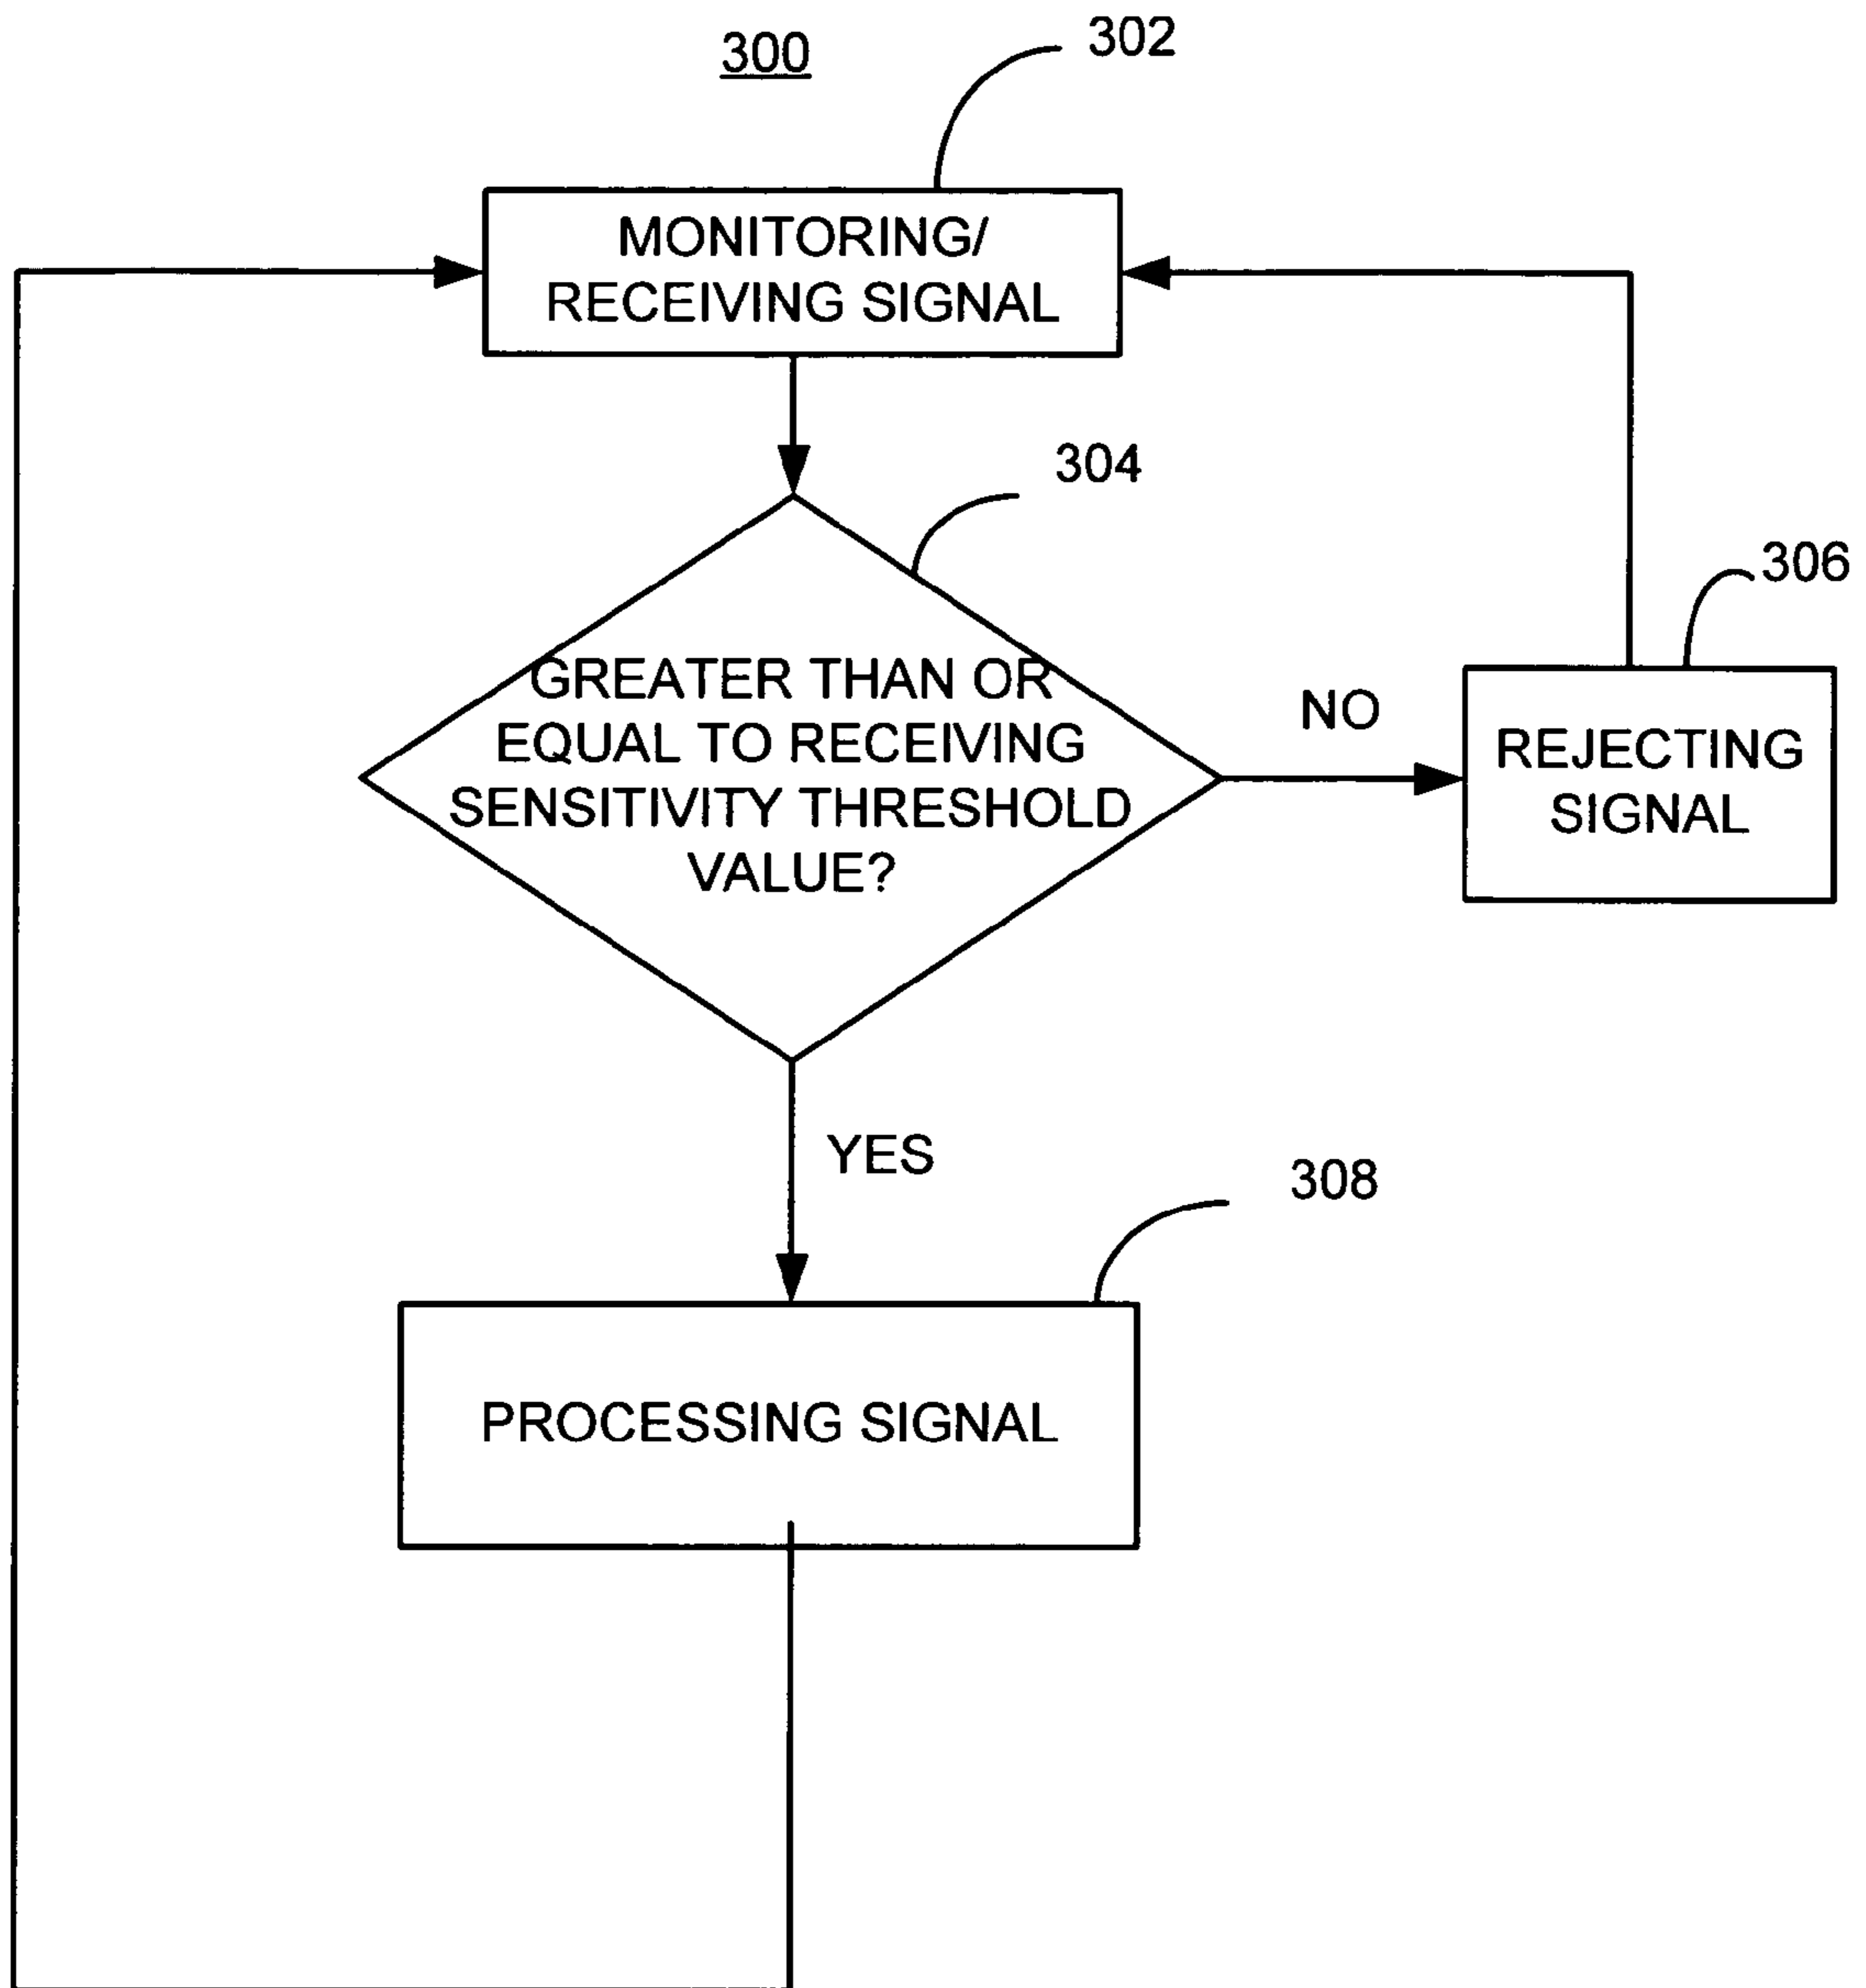 300
302
MONITORING/
RECEIVING SIGNAL
304
GREATER THAN OR
EQUAL TO RECEIVING
SENSITIVITY THRESHOLD
VALUE?
NO
306
REJECTING
SIGNAL
YES
308
PROCESSING SIGNAL